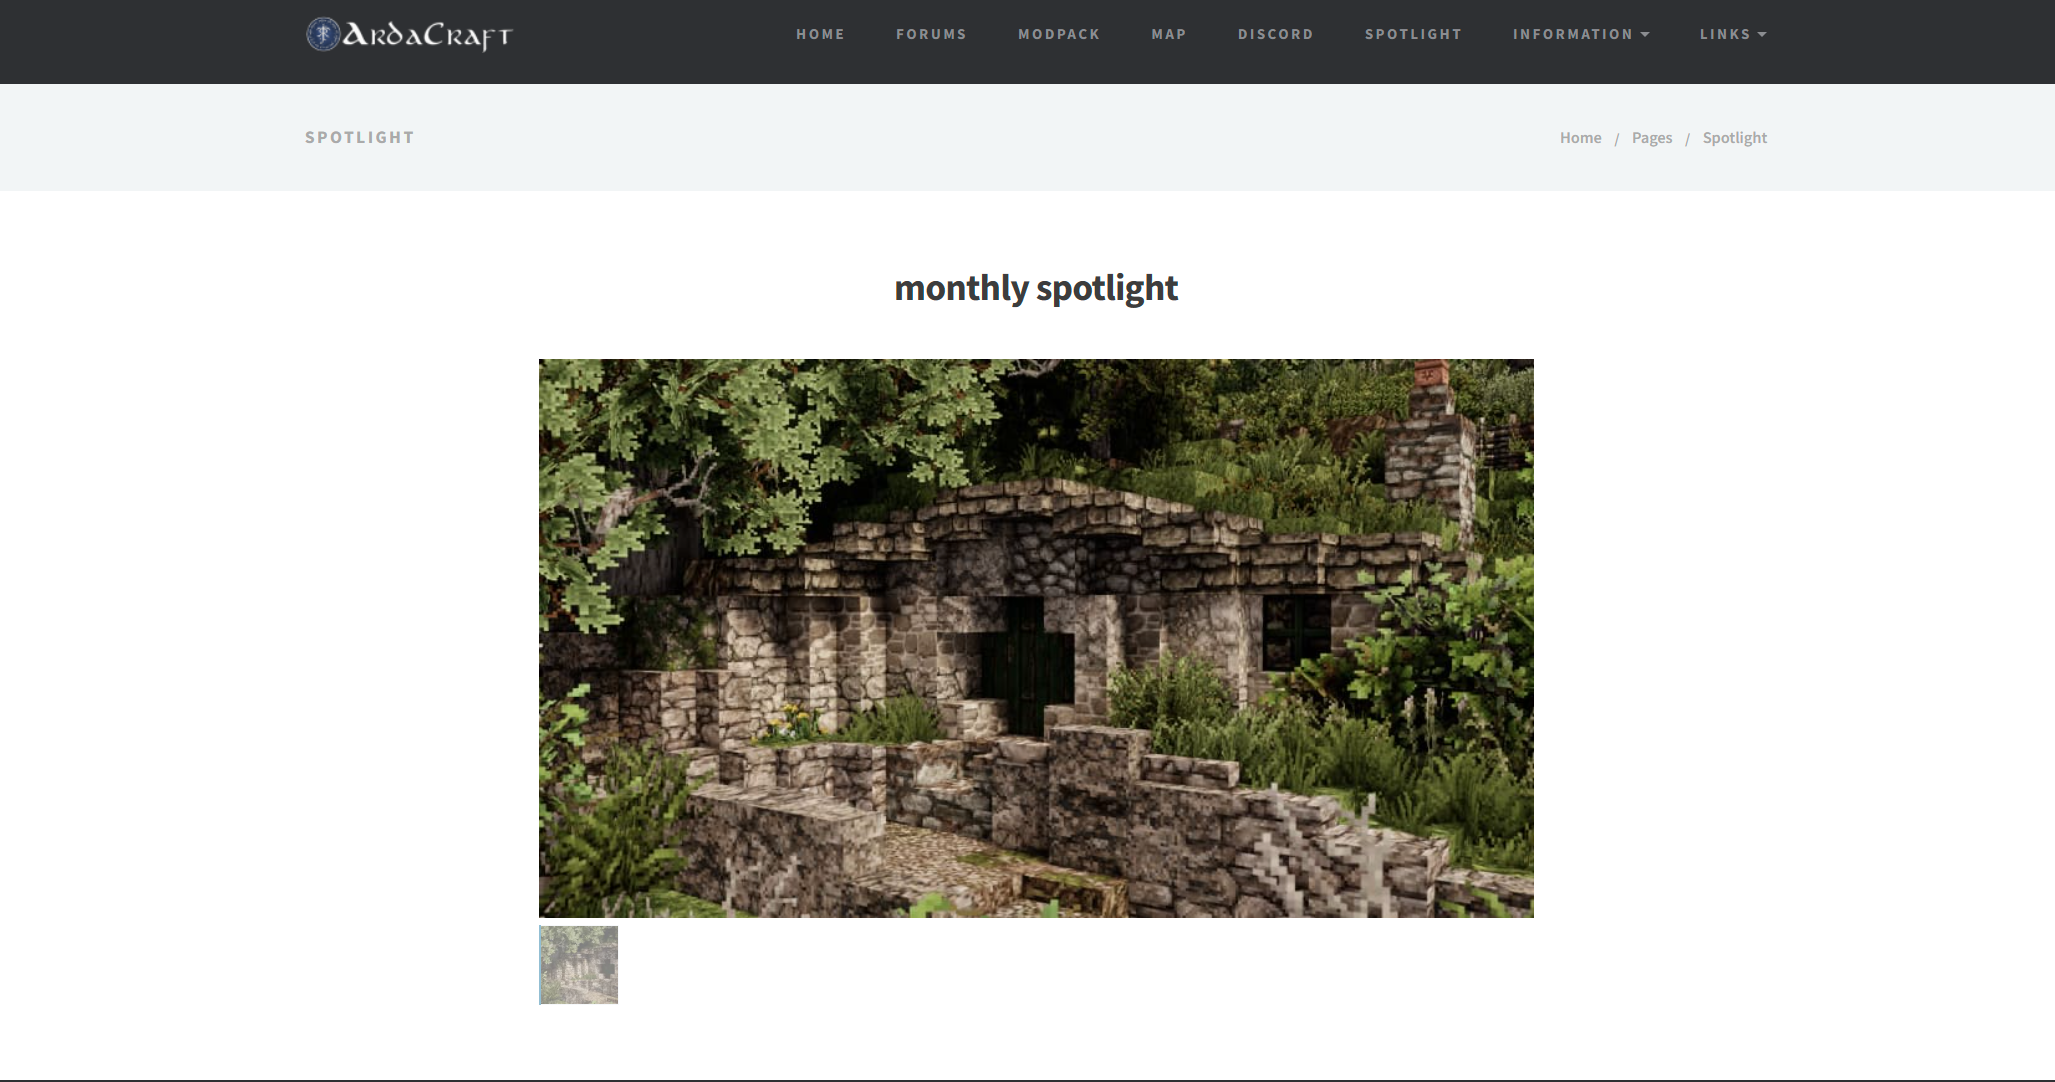 ArdaCraft
HOME FORUMS MODPACK MAP DISCORD SPOTLIGHT INFORMATION LINKS
SPOTLIGHT
Home / Pages / Spotlight
monthly spotlight